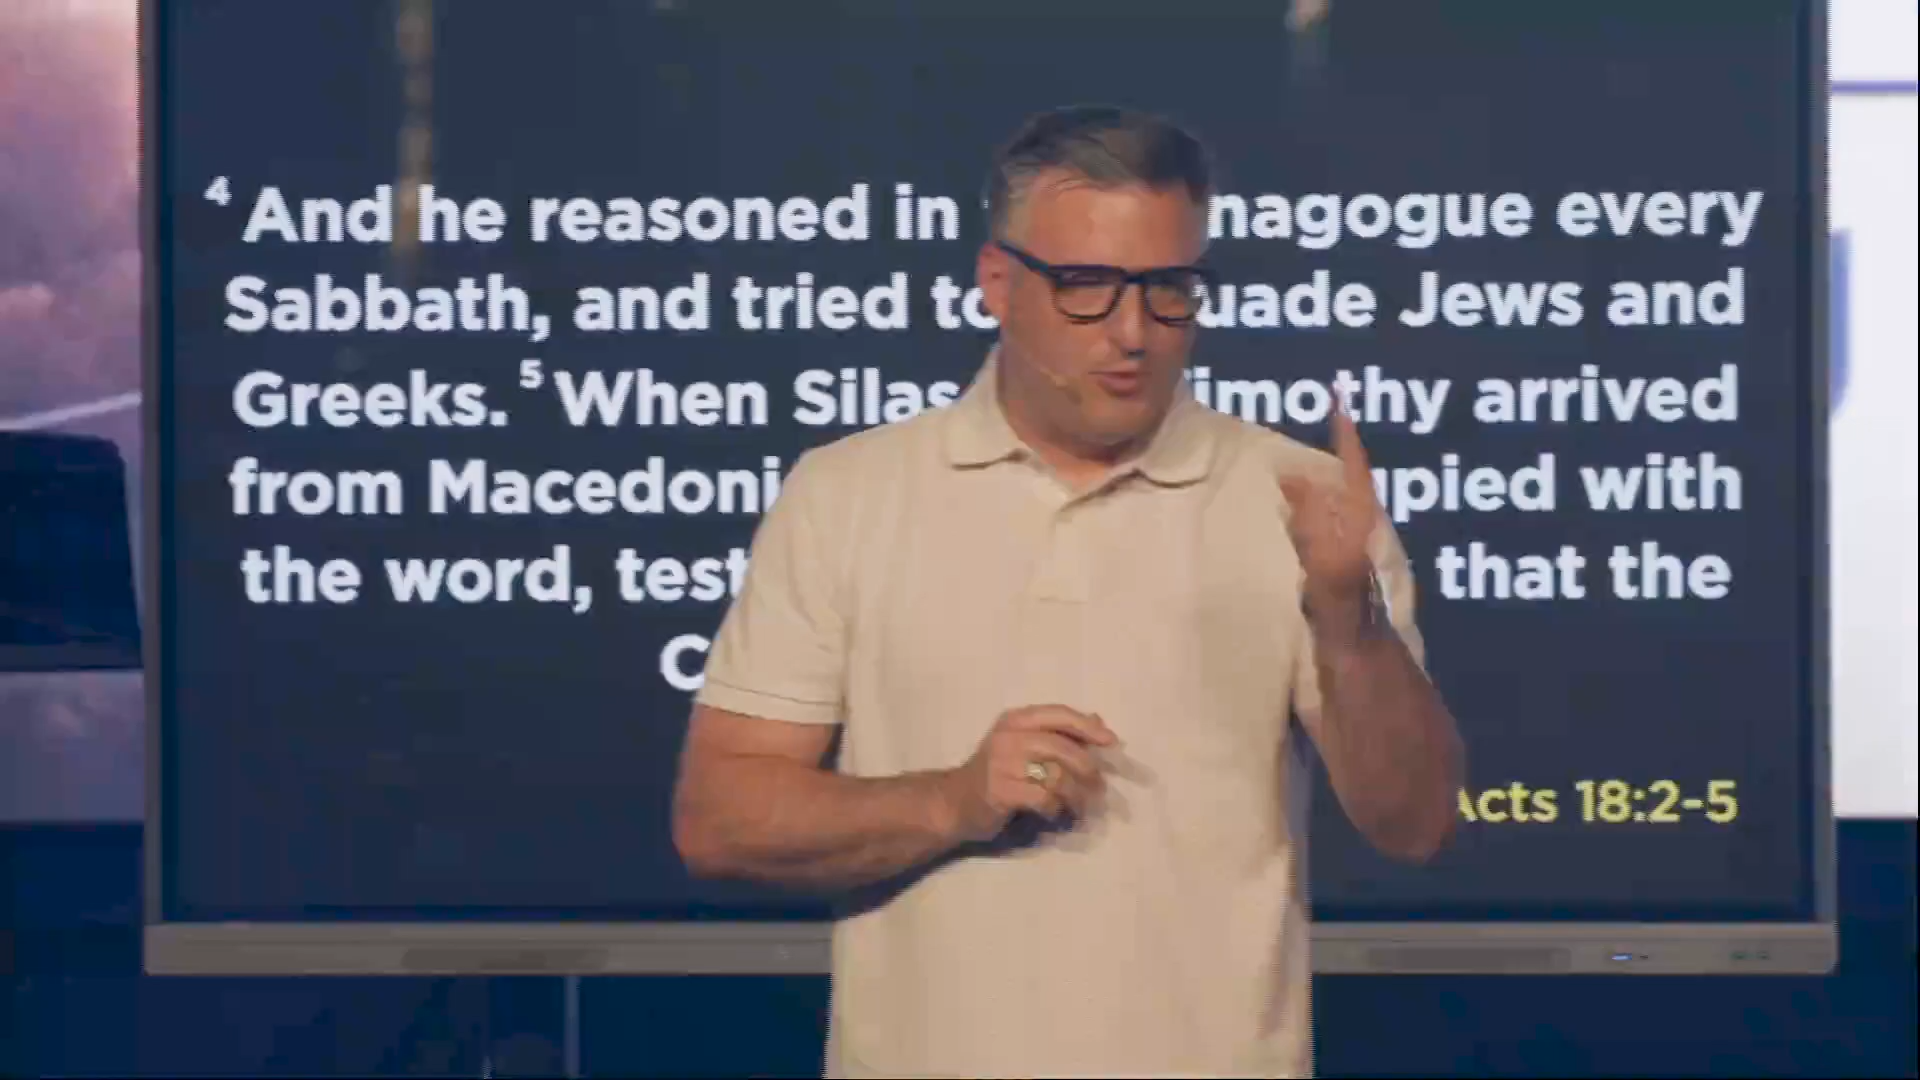 4 And he reasoned in nagogue every
Sabbath, and tried to uade Jews and
Greeks. 5 When Silas imothy arrived
from Macedoni upied with
the word, test that the
C
Acts 18:2-5